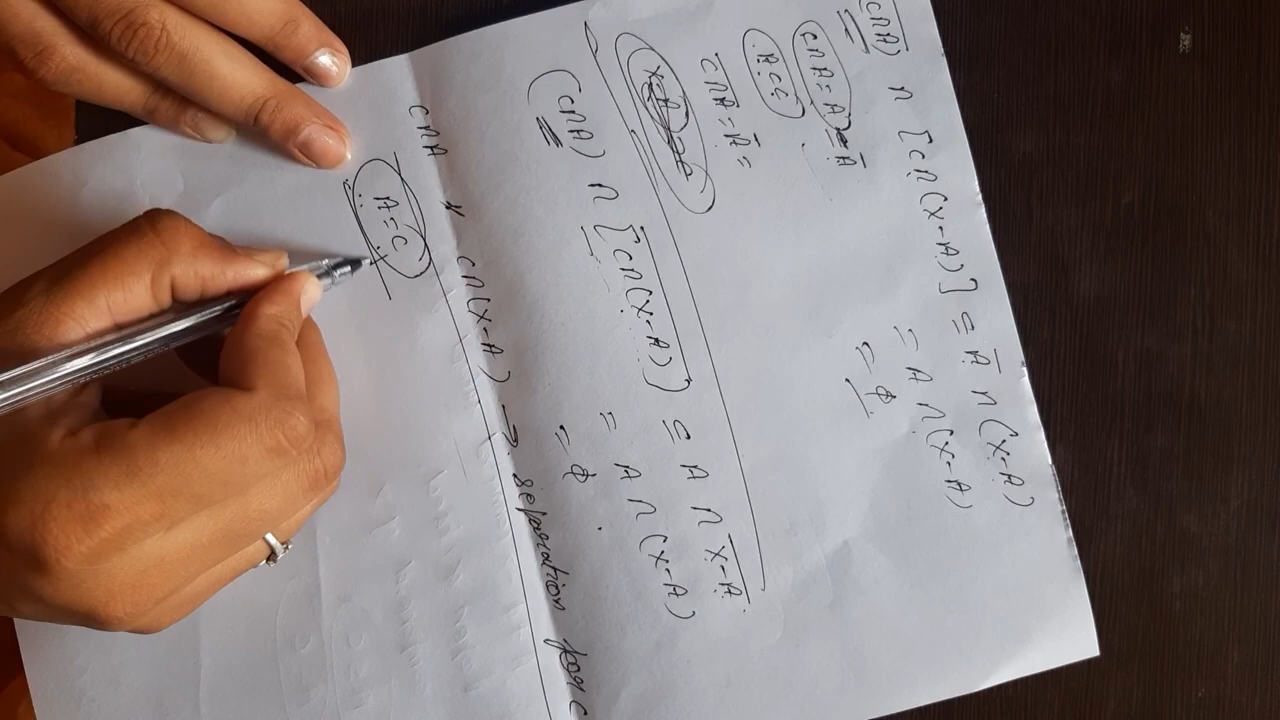 (C∩A)‾ ∩ [C∩(X-A)] ⊆ A̅ ∩ (X-A)
C∩A = A = A̅ = A ∩ (X-A)
A⊂C = φ
C∩A‾ = A̅ =
(C∩A) ∩ [C∩(X-A)]‾ ⊆ A ∩ X-A‾
= A ∩ (X-A)
= φ
C∩A & C∩(X-A) → separation for C
A = C